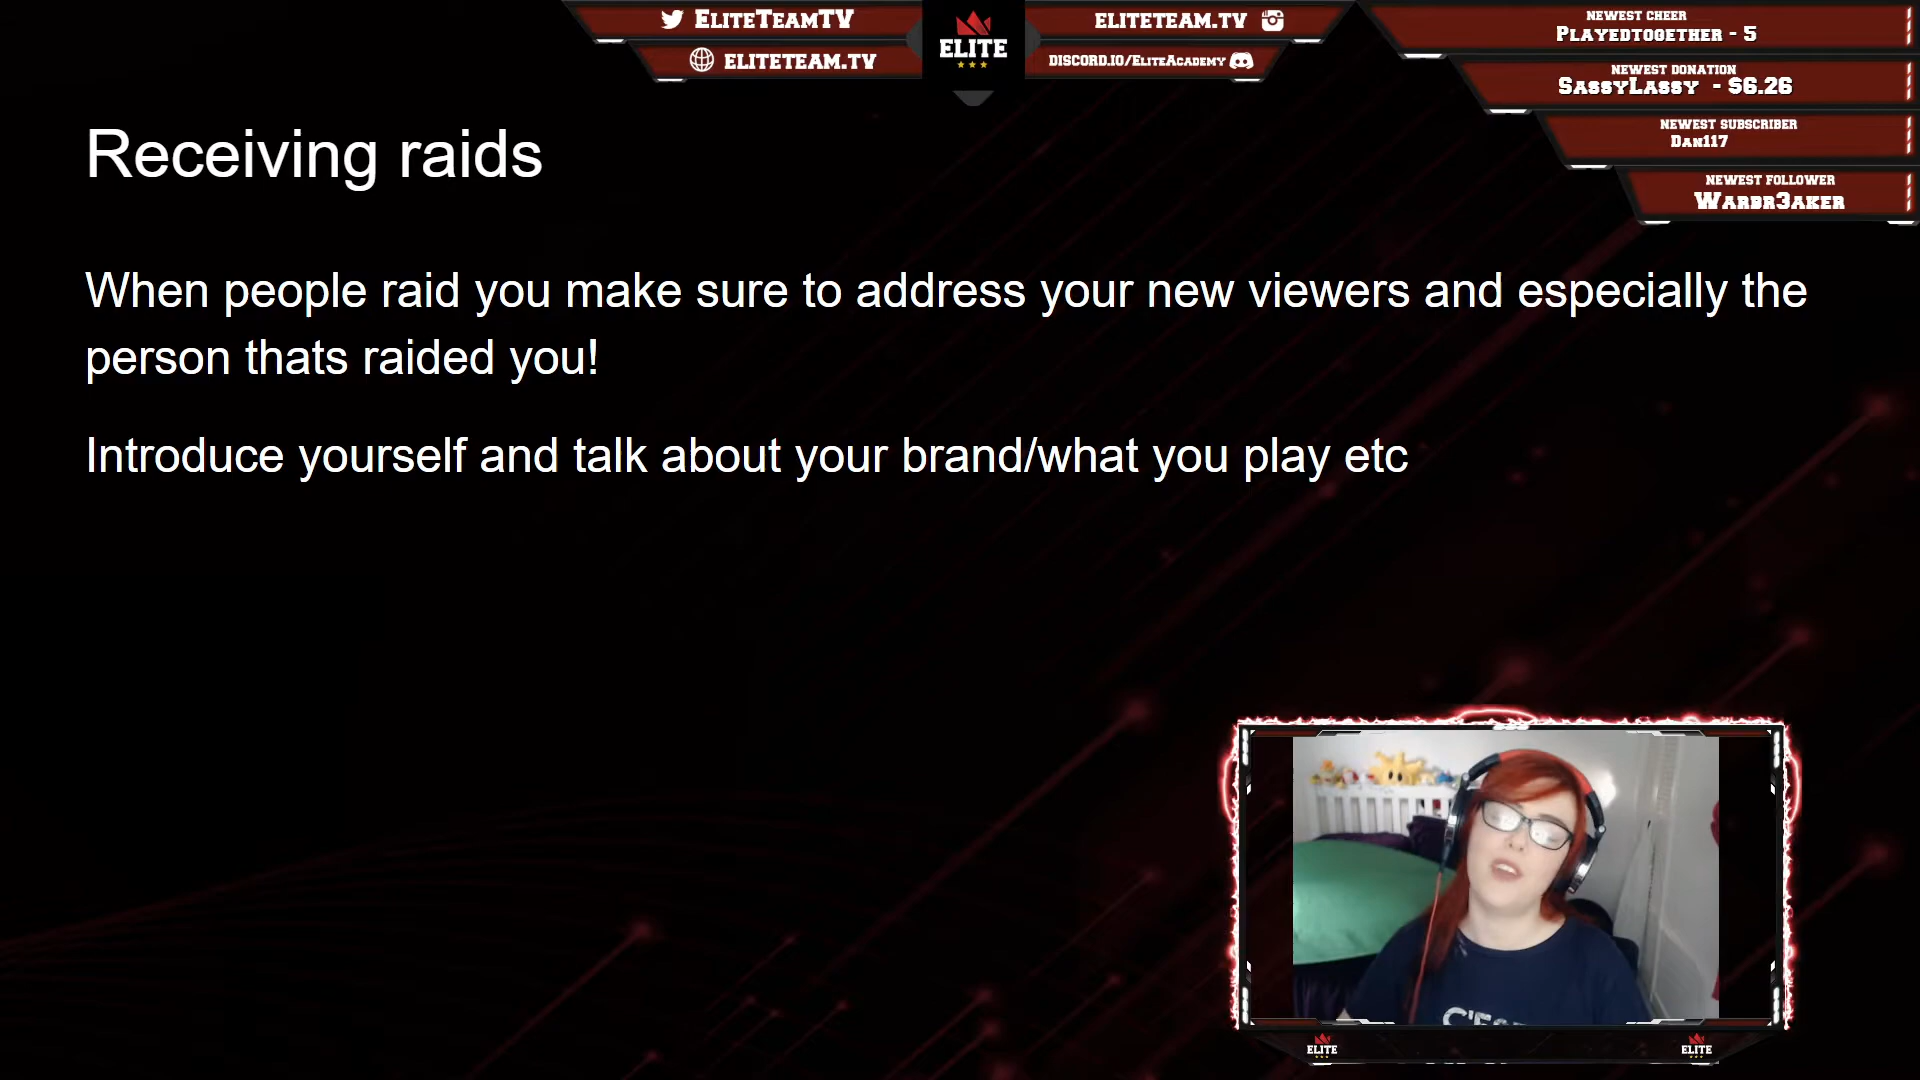 EliteTeamTV
eliteteam.tv
ELITE
eliteteam.tv
discord.io/EliteAcademy
Newest Cheer
Playedtogether - 5
Newest Donation
SassyLassy - $6.26
Newest Subscriber
Dan117
Newest Follower
Warbr3aker
Receiving raids
When people raid you make sure to address your new viewers and especially the
person thats raided you!
Introduce yourself and talk about your brand/what you play etc
ELITE
ELITE